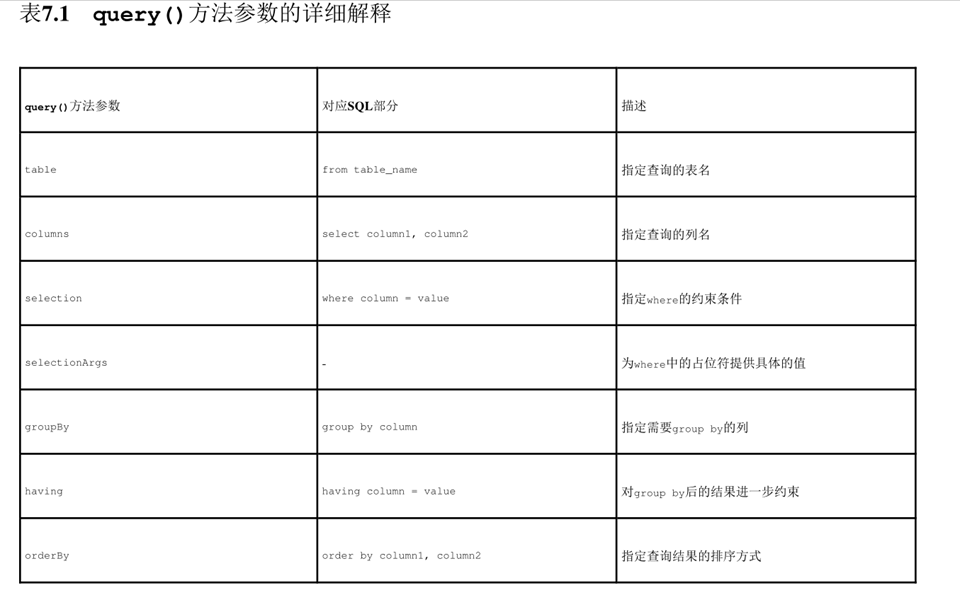 表7.1 query()方法参数的详细解释
query()方法参数 对应SQL部分 描述
table from table_name 指定查询的表名
columns select column1, column2 指定查询的列名
selection where column = value 指定where的约束条件
selectionArgs - 为where中的占位符提供具体的值
groupBy group by column 指定需要group by的列
having having column = value 对group by后的结果进一步约束
orderBy order by column1, column2 指定查询结果的排序方式